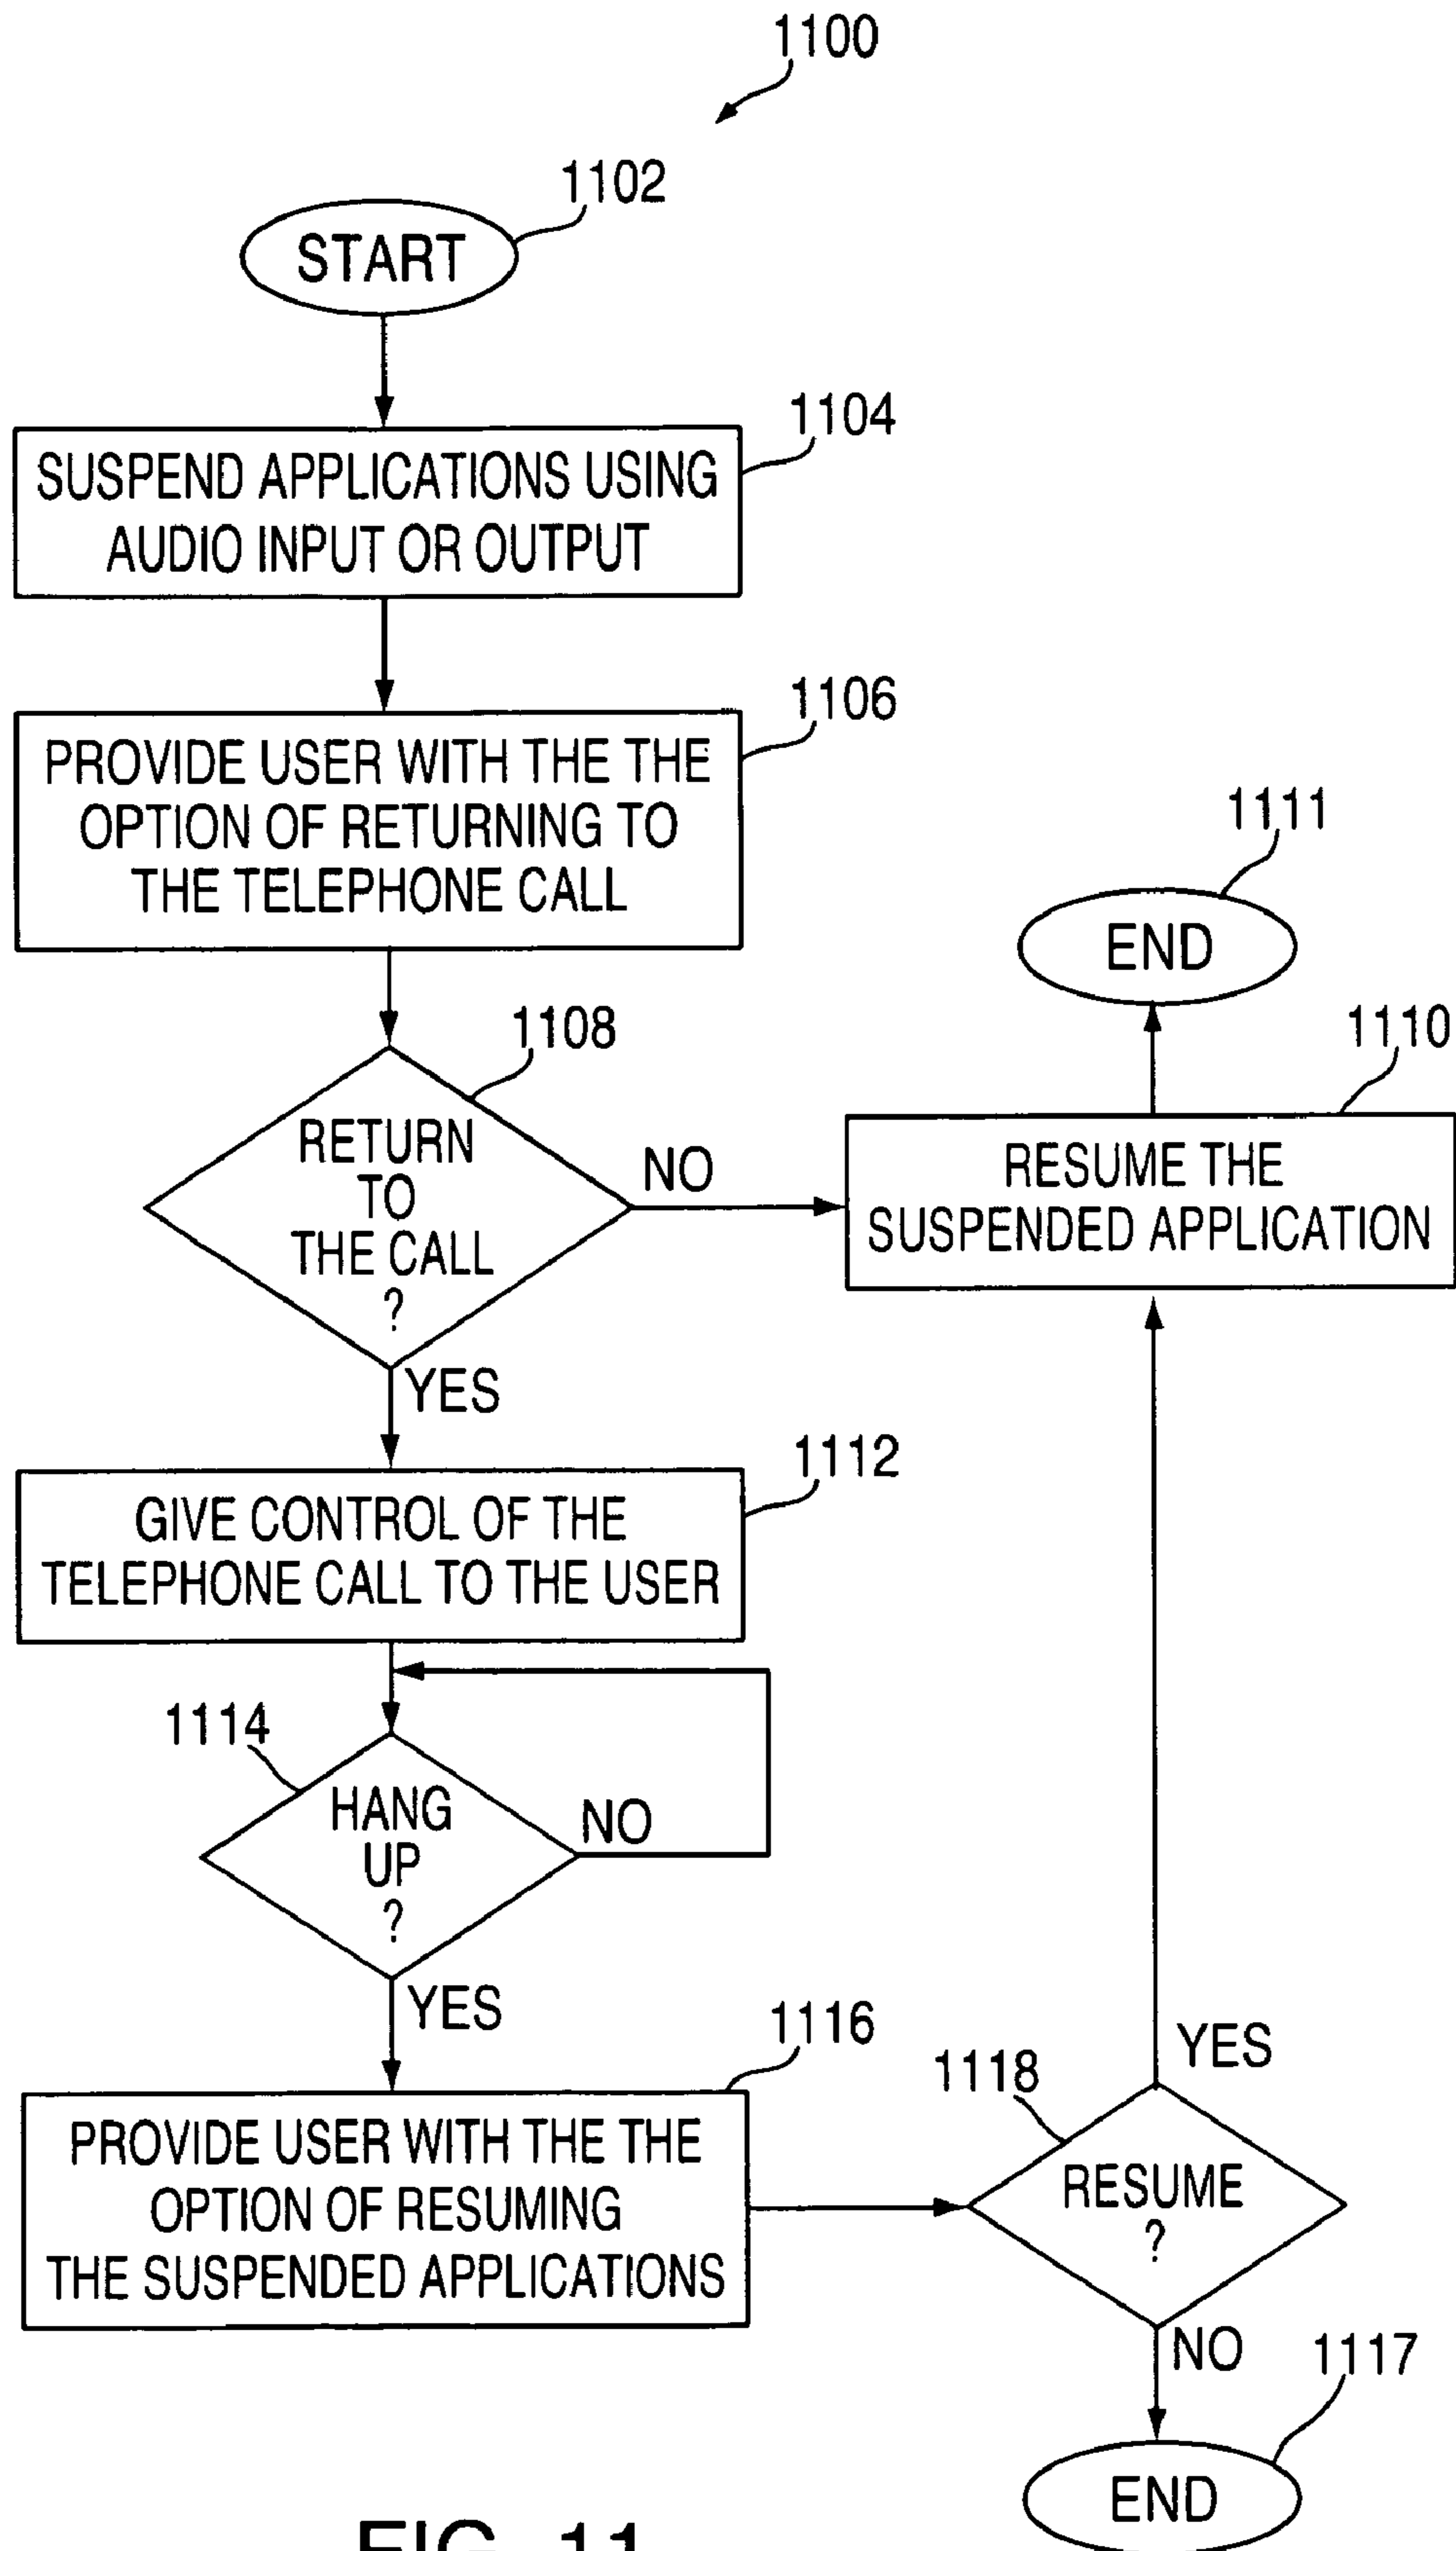 1100
1102
START
1104
SUSPEND APPLICATIONS USING
AUDIO INPUT OR OUTPUT
1106
PROVIDE USER WITH THE THE
OPTION OF RETURNING TO
THE TELEPHONE CALL
1111
END
1108
RETURN
TO
THE CALL
?
NO
1110
RESUME THE
SUSPENDED APPLICATION
YES
1112
GIVE CONTROL OF THE
TELEPHONE CALL TO THE USER
1114
HANG
UP
?
NO
YES
1116
PROVIDE USER WITH THE THE
OPTION OF RESUMING
THE SUSPENDED APPLICATIONS
1118
YES
RESUME
?
NO
1117
END
FIG. 11